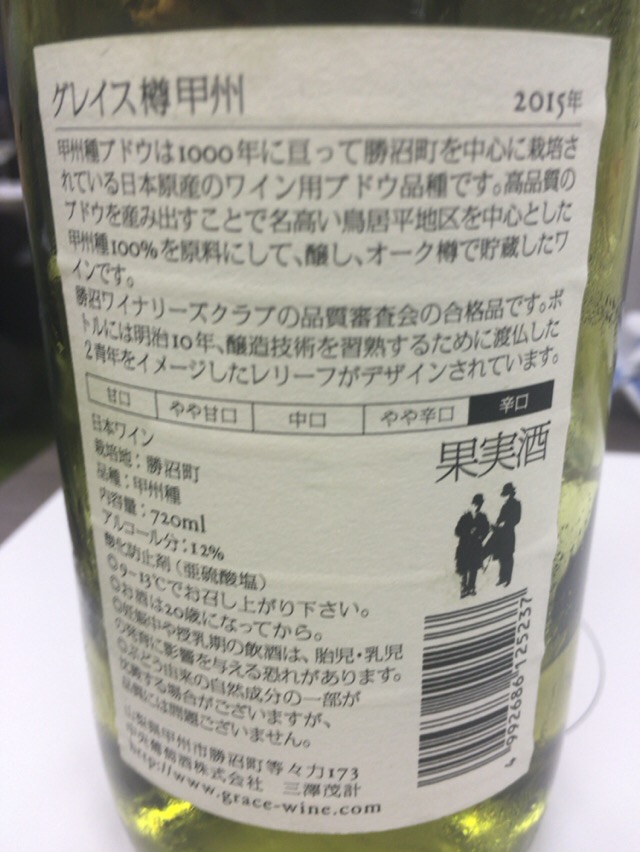 グレイス樽甲州 2015年
甲州種ブドウは1000年に亘って勝沼町を中心に栽培さ
れている日本原産のワイン用ブドウ品種です。高品質の
ブドウを産み出すことで名高い鳥居平地区を中心とした
甲州種100%を原料にして、醸し、オーク樽で貯蔵したワ
インです。
勝沼ワイナリーズクラブの品質審査会の合格品です。ボ
トルには明治10年、醸造技術を習熟するために渡仏した
2青年をイメージしたレリーフがデザインされています。
甘口 やや甘口 中口 やや辛口 辛口
日本ワイン
果実酒
栽培地：勝沼町
品種：甲州種
内容量：720ml
アルコール分：12%
酸化防止剤（亜硫酸塩）
◎9-13℃でお召し上がり下さい。
◎お酒は20歳になってから。
◎妊娠中や授乳期の飲酒は、胎児・乳児
の発育に影響を与える恐れがあります。
◎ぶどう由来の自然成分の一部が
沈殿する場合がございますが、
品質には問題ございません。
山梨県甲州市勝沼町等々力173
中央葡萄酒株式会社 三澤茂計
http://www.grace-wine.com
4 992686 125237